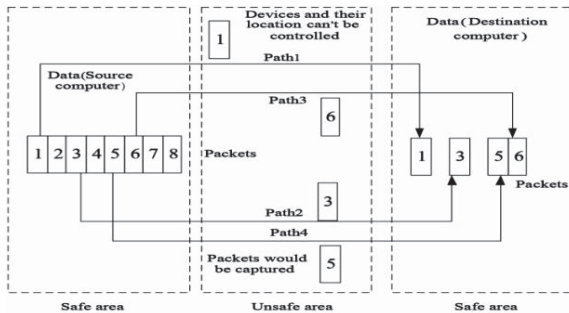 Devices and their
location can't be
controlled
Data( Destination
computer )
1
Path1
Data(Source
computer)
Path3
6
1 2 3 4 5 6 7 8
Packets
1
3
5 6
Packets
3
Path2
Path4
Packets would
be captured
5
Safe area
Unsafe area
Safe area